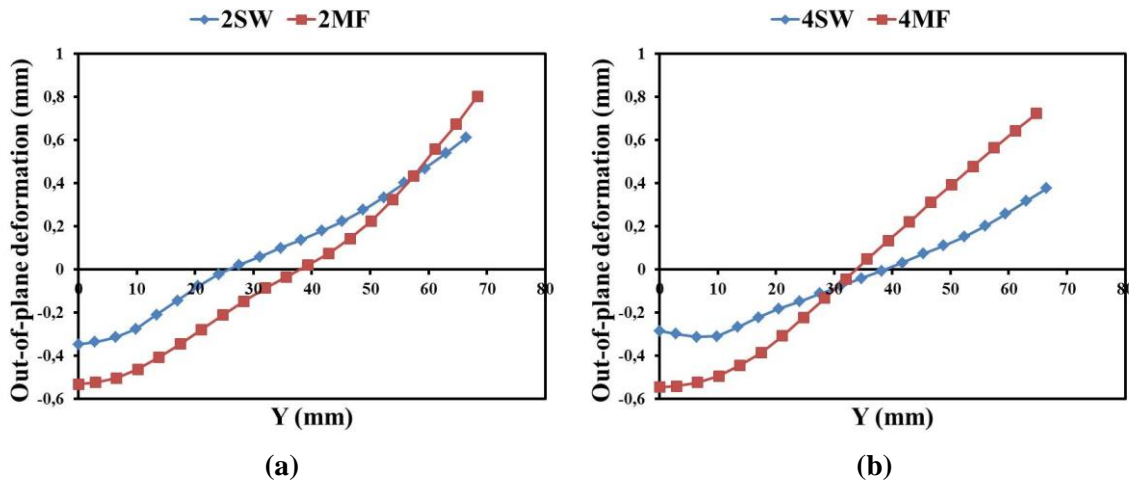 2SW 2MF
Out-of-plane deformation (mm)
1
0,8
0,6
0,4
0,2
0
-0,2
-0,4
-0,6
0 10 20 30 40 50 60 70 80
Y (mm)
(a)
4SW 4MF
Out-of-plane deformation (mm)
1
0,8
0,6
0,4
0,2
0
-0,2
-0,4
-0,6
0 10 20 30 40 50 60 70 80
Y (mm)
(b)